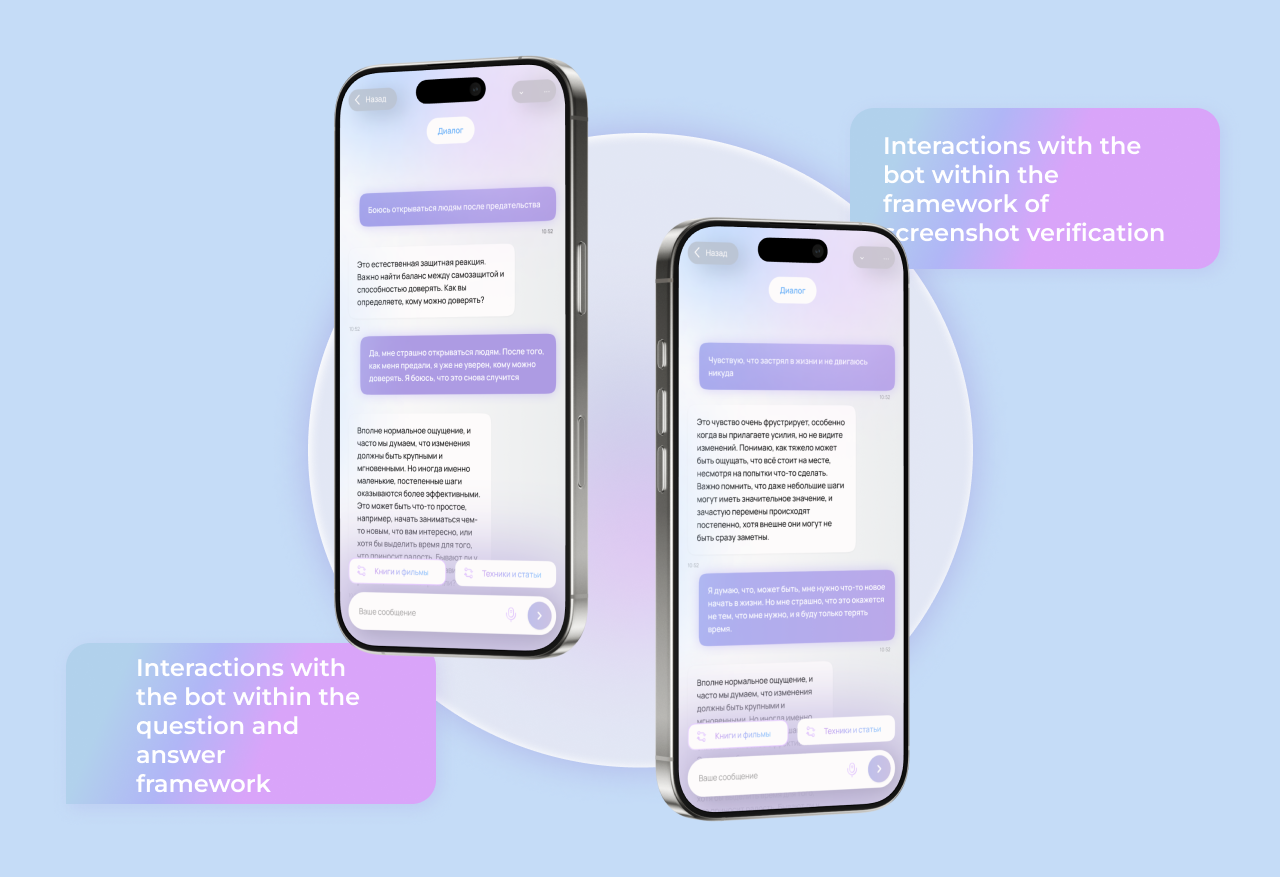 Назад
Диалог
Боюсь открываться людям после предательства
10:02
Это естественная защитная реакция.
Важно найти баланс между самозащитой и
способностью доверять. Как вы
определяете, кому можно доверять?
10:02
Да, мне страшно открываться людям. После того,
как меня предали, я уже не уверен, кому можно
доверять. Я боюсь, что это снова случится
Вполне нормальное ощущение, и
часто мы думаем, что изменения
должны быть крупными и
мгновенными. Но иногда именно
маленькие, постепенные шаги
оказываются более эффективными.
Это может быть что-то простое,
например, начать заниматься чем-
то новым, что вам интересно, или
хотя бы выделить время для того,
что приносит радость. Бывают ли у
Книги и фильмы
Техники и статьи
Ваше сообщение
Interactions with
the bot within the
question and
answer
framework
Interactions with the
bot within the
framework of
screenshot verification
Назад
Диалог
Чувствую, что застрял в жизни и не двигаюсь
никуда
10:02
Это чувство очень фрустрирует, особенно
когда вы прилагаете усилия, но не видите
изменений. Понимаю, как тяжело может
быть ощущать, что всё стоит на месте,
несмотря на попытки что-то сделать.
Важно помнить, что даже небольшие шаги
могут иметь значительное значение, и
зачастую перемены происходят
постепенно, хотя внешне они могут не
быть сразу заметны.
10:02
Я думаю, что, может быть, мне нужно что-то новое
начать в жизни. Но мне страшно, что это окажется
не тем, что мне нужно, и я буду только терять
время.
10:02
Вполне нормальное ощущение, и
часто мы думаем, что изменения
должны быть крупными и
мгновенными. Но иногда именно
Книги и фильмы
Техники и статьи
Ваше сообщение